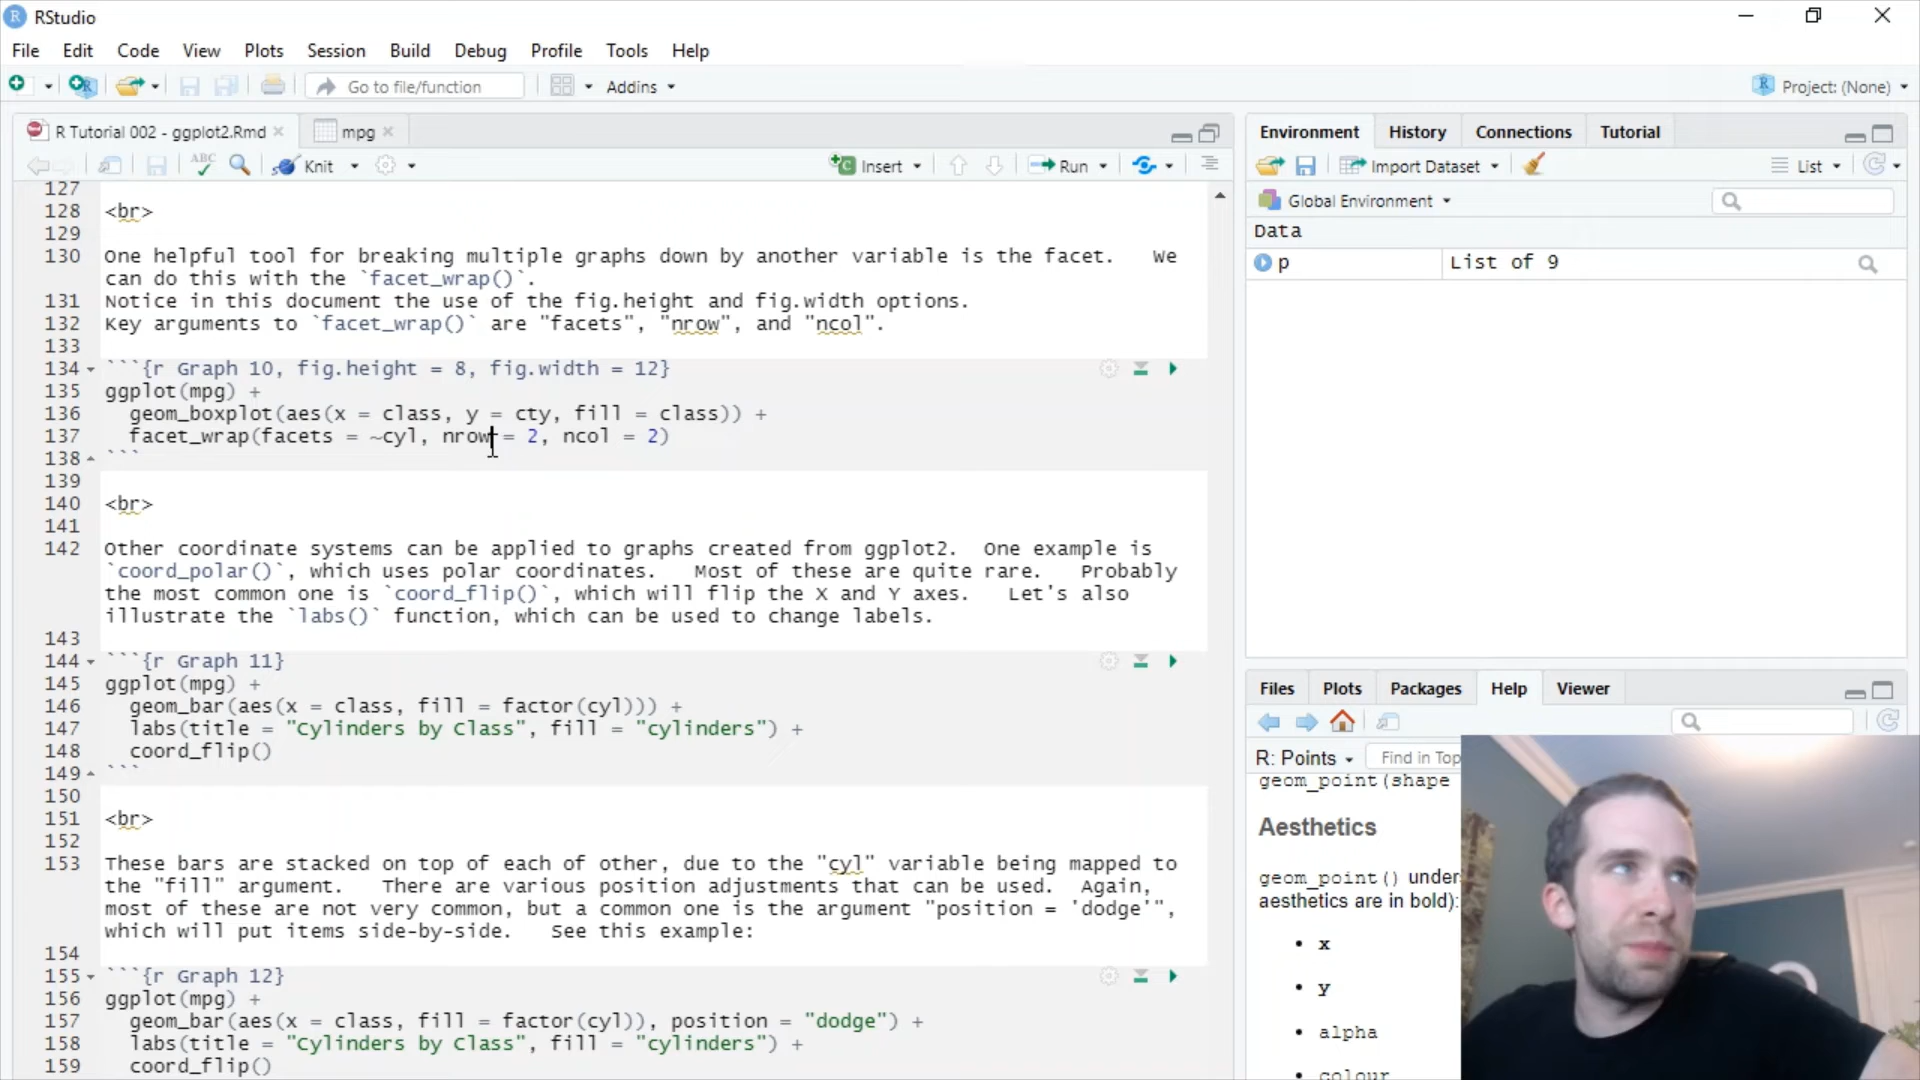 RStudio
File Edit Code View Plots Session Build Debug Profile Tools Help
Go to file/function Addins Project: (None)
R Tutorial 002 - ggplot2.Rmd mpg
ABC Knit Insert Run
127
128 <br>
129
130 One helpful tool for breaking multiple graphs down by another variable is the facet. We
can do this with the `facet_wrap()`.
131 Notice in this document the use of the fig.height and fig.width options.
132 Key arguments to `facet_wrap()` are "facets", "nrow", and "ncol".
133
134 ```{r Graph 10, fig.height = 8, fig.width = 12}
135 ggplot(mpg) +
136 geom_boxplot(aes(x = class, y = cty, fill = class)) +
137 facet_wrap(facets = ~cyl, nrow = 2, ncol = 2)
138 ```
139
140 <br>
141
142 Other coordinate systems can be applied to graphs created from ggplot2. One example is
`coord_polar()`, which uses polar coordinates. Most of these are quite rare. Probably
the most common one is `coord_flip()`, which will flip the X and Y axes. Let's also
illustrate the `labs()` function, which can be used to change labels.
143
144 ```{r Graph 11}
145 ggplot(mpg) +
146 geom_bar(aes(x = class, fill = factor(cyl))) +
147 labs(title = "Cylinders by Class", fill = "cylinders") +
148 coord_flip()
149 ```
150
151 <br>
152
153 These bars are stacked on top of each of other, due to the "cyl" variable being mapped to
the "fill" argument. There are various position adjustments that can be used. Again,
most of these are not very common, but a common one is the argument "position = 'dodge'",
which will put items side-by-side. See this example:
154
155 ```{r Graph 12}
156 ggplot(mpg) +
157 geom_bar(aes(x = class, fill = factor(cyl)), position = "dodge") +
158 labs(title = "Cylinders by Class", fill = "cylinders") +
159 coord_flip()
Environment History Connections Tutorial
Import Dataset List
Global Environment
Data
p List of 9
Files Plots Packages Help Viewer
R: Points Find in Top
geom_point(shape
Aesthetics
geom_point() under
aesthetics are in bold):
• x
• y
• alpha
• colour